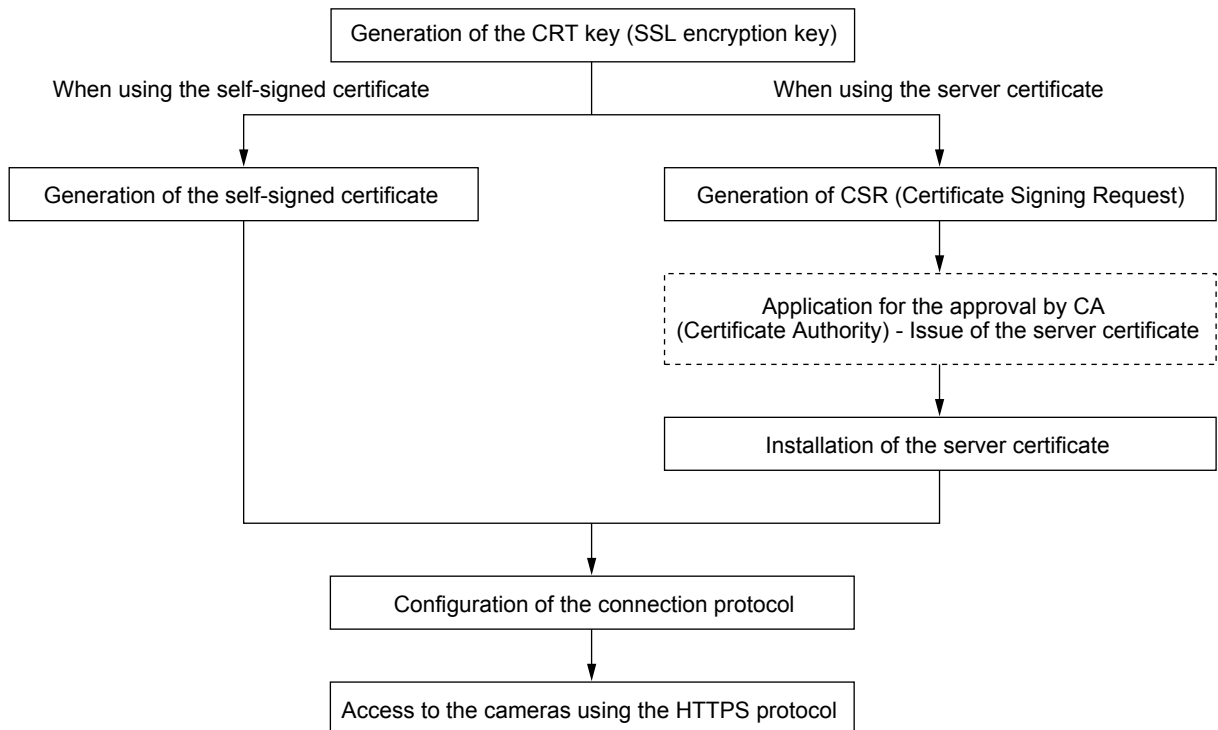 Generation of the CRT key (SSL encryption key)
When using the self-signed certificate
When using the server certificate
Generation of the self-signed certificate
Generation of CSR (Certificate Signing Request)
Application for the approval by CA
(Certificate Authority) - Issue of the server certificate
Installation of the server certificate
Configuration of the connection protocol
Access to the cameras using the HTTPS protocol